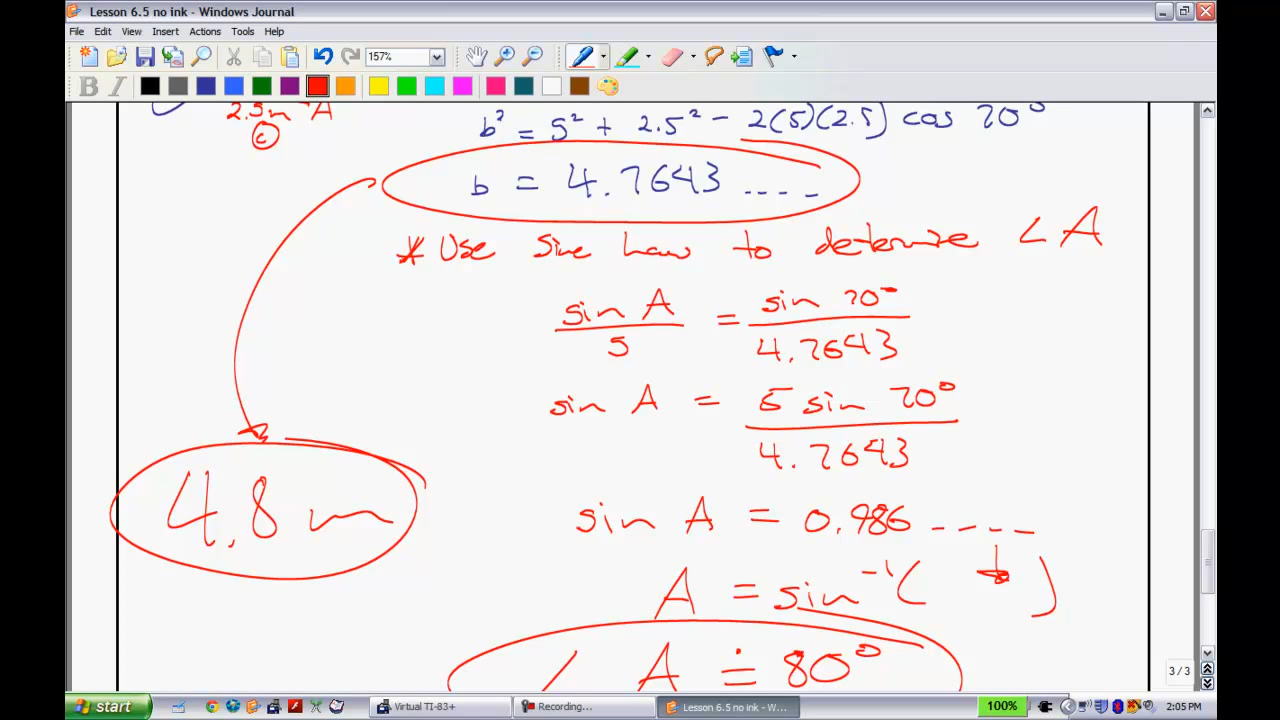 Lesson 6.5 no ink - Windows Journal
File Edit View Insert Actions Tools Help
157%
B I
2.5m A
c
b² = 5² + 2.5² - 2(5)(2.5) cos 70°
b = 4.7643 ....
* Use Sine Law to determine ∠A
sin A / 5 = sin 70° / 4.7643
sin A = 5 sin 70° / 4.7643
4.8 m
sin A = 0.986 ----
A = sin⁻¹( )
∠ A ≐ 80°
3 / 3
start
Virtual TI-83+
Recording...
Lesson 6.5 no ink - W...
100%
2:05 PM